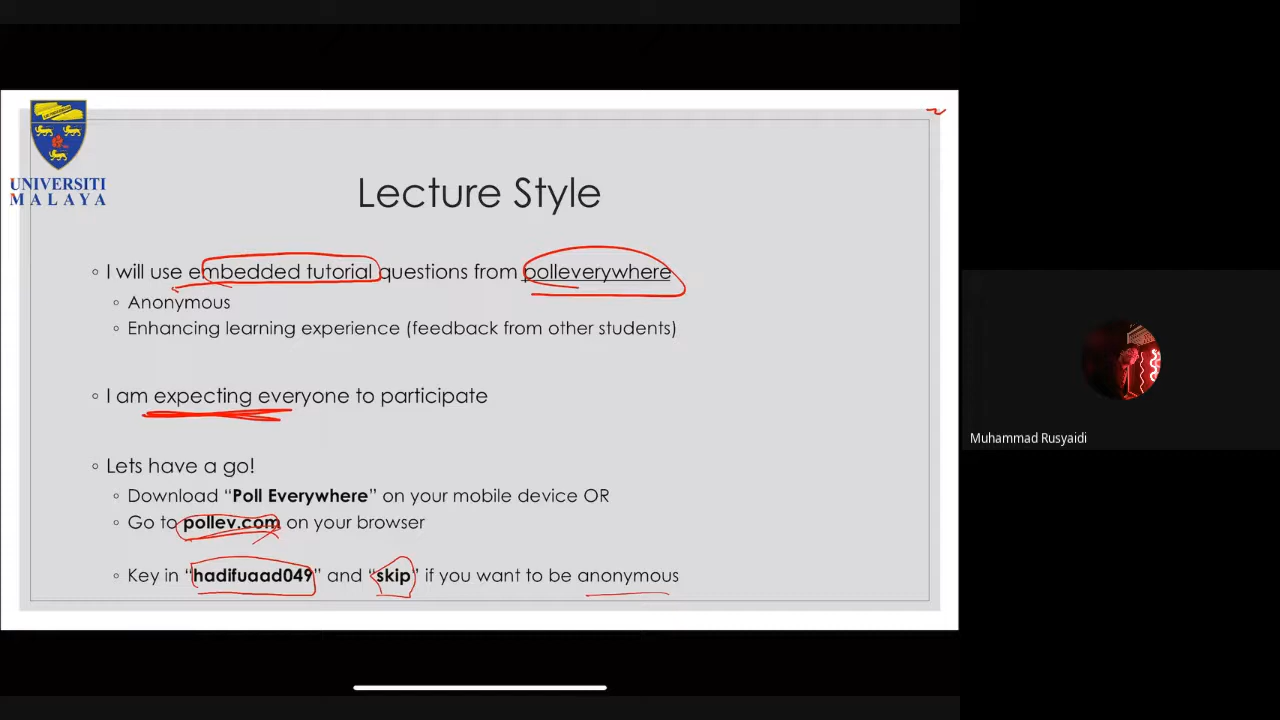 UNIVERSITI
MALAYA
Lecture Style
I will use embedded tutorial questions from polleverywhere
Anonymous
Enhancing learning experience (feedback from other students)
I am expecting everyone to participate
Lets have a go!
Download “Poll Everywhere” on your mobile device OR
Go to pollev.com on your browser
Key in “hadifuaad049” and “skip” if you want to be anonymous
Muhammad Rusyaidi